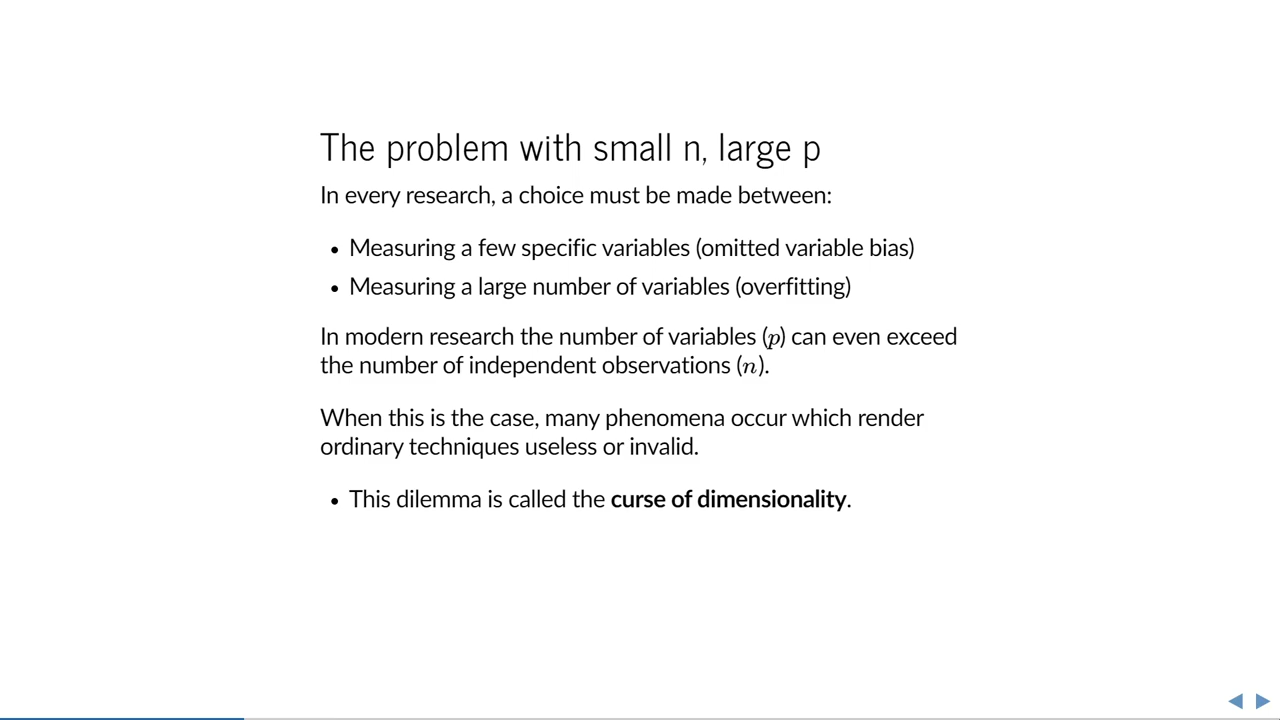 The problem with small n, large p
In every research, a choice must be made between:
• Measuring a few specific variables (omitted variable bias)
• Measuring a large number of variables (overfitting)
In modern research the number of variables (p) can even exceed
the number of independent observations (n).
When this is the case, many phenomena occur which render
ordinary techniques useless or invalid.
• This dilemma is called the curse of dimensionality.